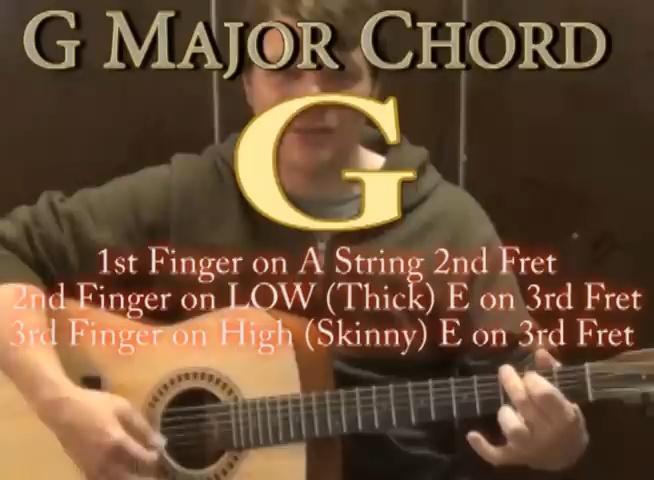 G Major Chord
G
1st Finger on A String 2nd Fret
2nd Finger on LOW (Thick) E on 3rd Fret
3rd Finger on High (Skinny) E on 3rd Fret